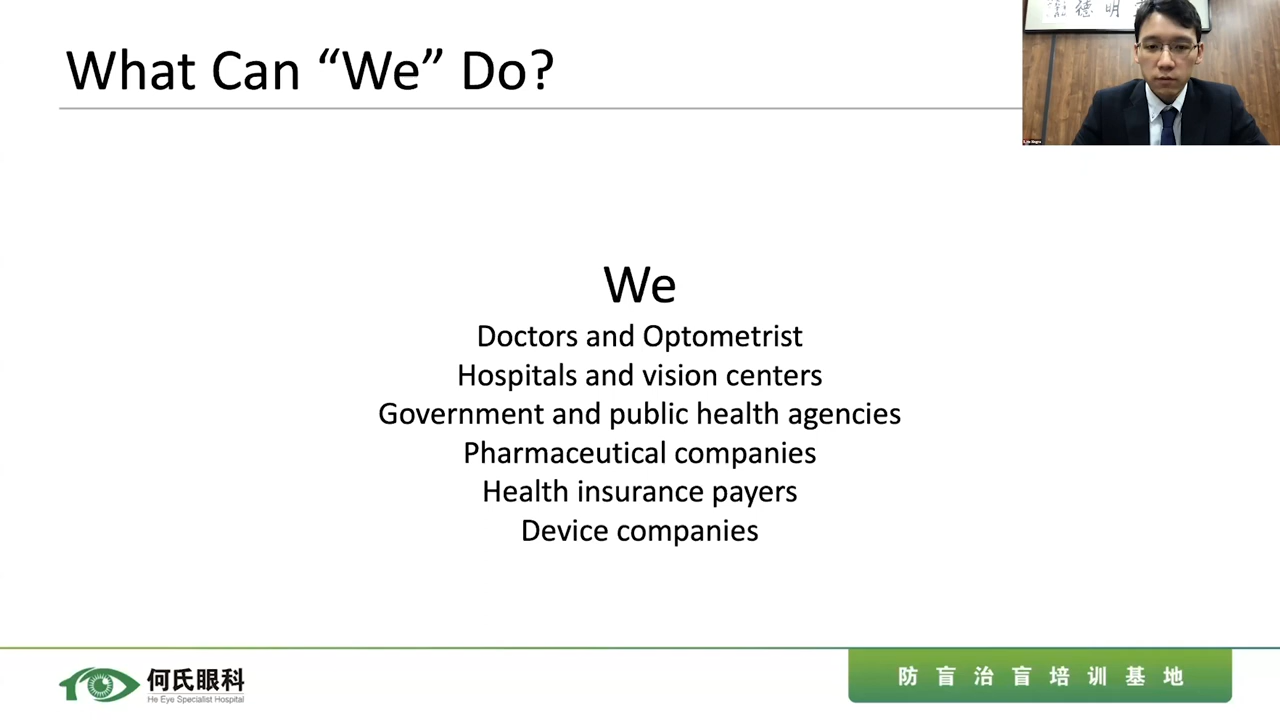 What Can “We” Do?
德明
We
Doctors and Optometrist
Hospitals and vision centers
Government and public health agencies
Pharmaceutical companies
Health insurance payers
Device companies
何氏眼科
He Eye Specialist Hospital
防盲治盲培训基地